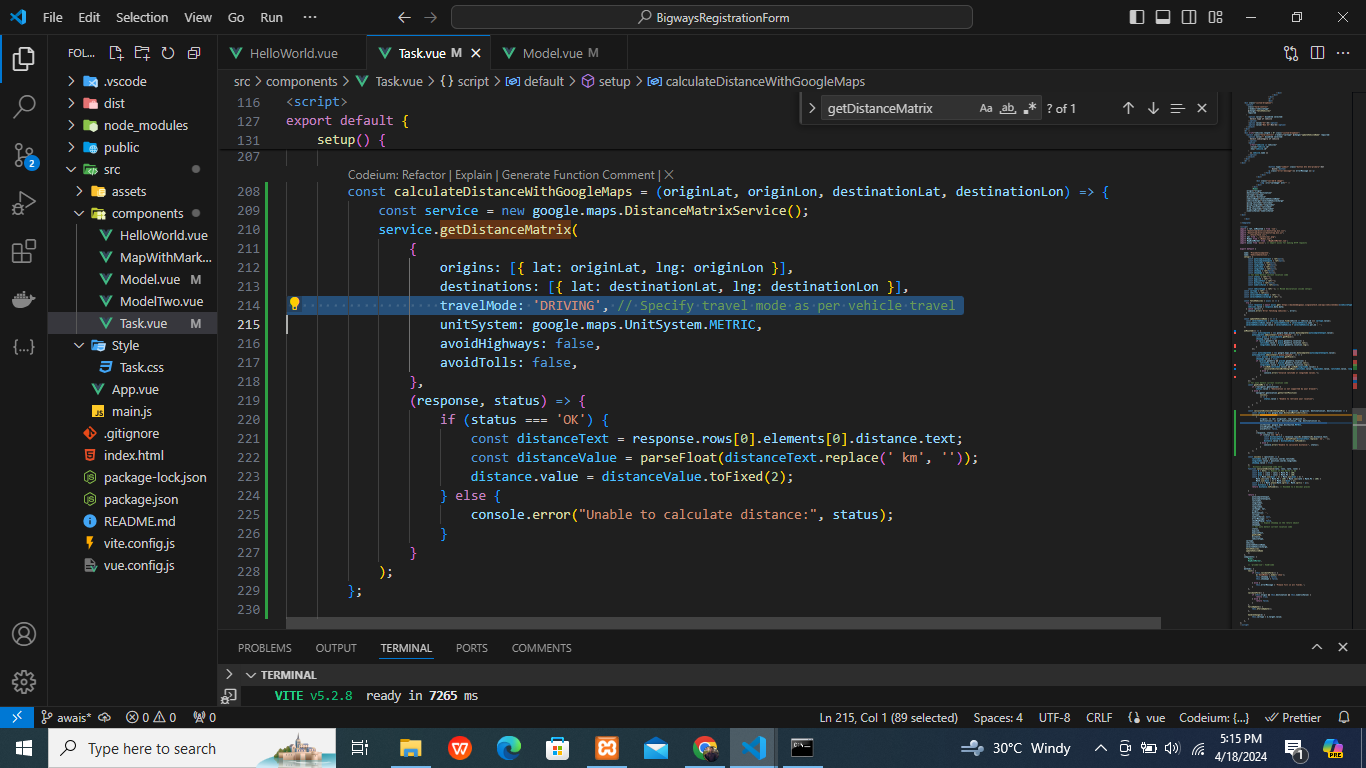 File Edit Selection View Go Run ···
BigwaysRegistrationForm
FOL...
.vscode
dist
node_modules
public
src
assets
components
HelloWorld.vue
MapWithMark...
Model.vue M
ModelTwo.vue
Task.vue M
Style
Task.css
App.vue
main.js
.gitignore
index.html
package-lock.json
package.json
README.md
vite.config.js
vue.config.js
2
HelloWorld.vue
Task.vue M
Model.vue M
src > components > Task.vue > {} script > default > setup > calculateDistanceWithGoogleMaps
getDistanceMatrix Aa ab .* ? of 1
116 <script>
127 export default {
131 setup() {
207
Codeium: Refactor | Explain | Generate Function Comment | X
208 const calculateDistanceWithGoogleMaps = (originLat, originLon, destinationLat, destinationLon) => {
209 const service = new google.maps.DistanceMatrixService();
210 service.getDistanceMatrix(
211 {
212 origins: [{ lat: originLat, lng: originLon }],
213 destinations: [{ lat: destinationLat, lng: destinationLon }],
214 travelMode: 'DRIVING', // Specify travel mode as per vehicle travel
215 unitSystem: google.maps.UnitSystem.METRIC,
216 avoidHighways: false,
217 avoidTolls: false,
218 },
219 (response, status) => {
220 if (status === 'OK') {
221 const distanceText = response.rows[0].elements[0].distance.text;
222 const distanceValue = parseFloat(distanceText.replace(' km', ''));
223 distance.value = distanceValue.toFixed(2);
224 } else {
225 console.error("Unable to calculate distance:", status);
226 }
227 }
228 );
229 };
230
PROBLEMS OUTPUT TERMINAL PORTS COMMENTS
TERMINAL
VITE v5.2.8 ready in 7265 ms
awais* 0 0 0
Ln 215, Col 1 (89 selected) Spaces: 4 UTF-8 CRLF vue Codeium: {...} Prettier
Type here to search
30°C Windy
5:15 PM
4/18/2024
1
PRE